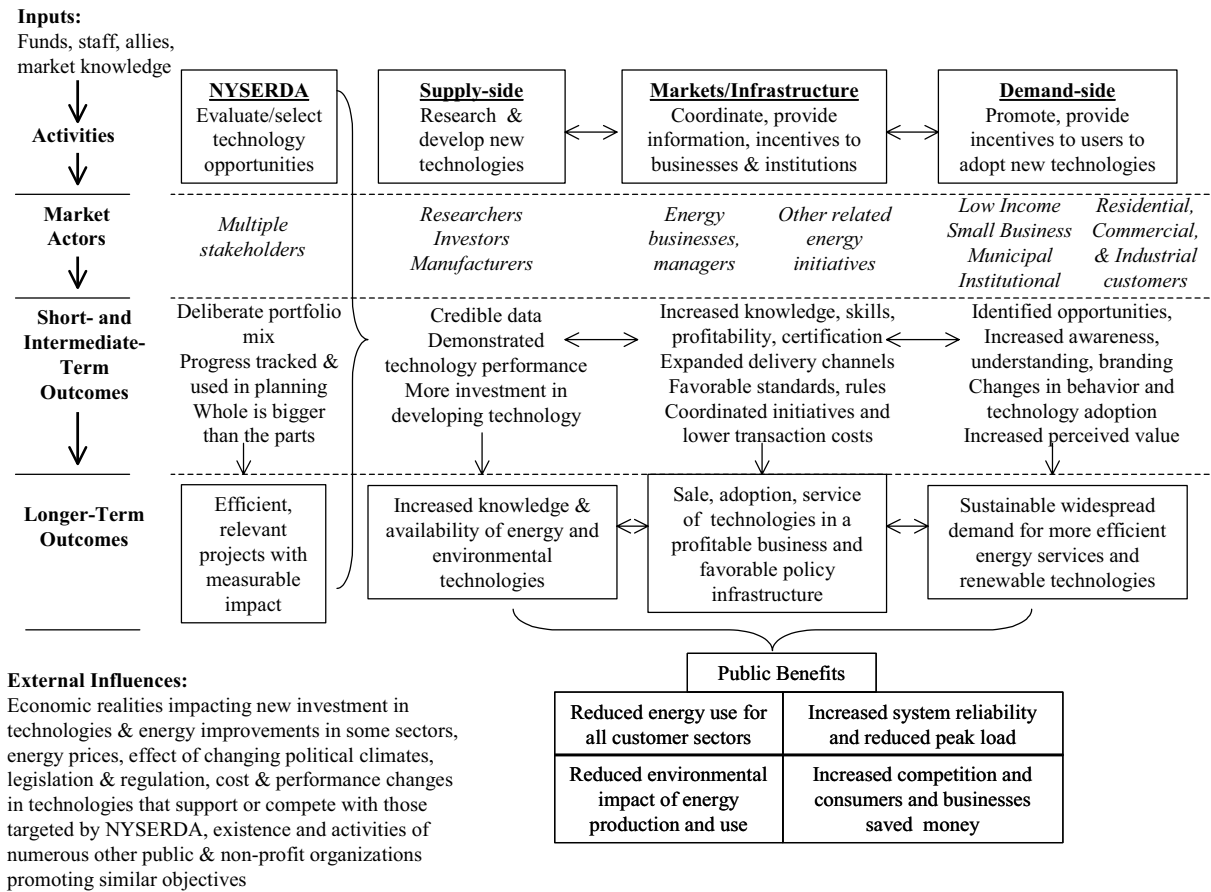 Inputs:
Funds, staff, allies,
market knowledge
Activities
NYSERDA
Evaluate/select
technology
opportunities
Supply-side
Research & 
develop new
technologies
Markets/Infrastructure
Coordinate, provide
information, incentives to
businesses & institutions
Demand-side
Promote, provide
incentives to users to
adopt new technologies
Market
Actors
Multiple
stakeholders
Researchers
Investors
Manufacturers
Energy
businesses,
managers
Other related
energy
initiatives
Low Income
Small Business
Municipal
Institutional
Residential,
Commercial,
& Industrial
customers
Short- and
Intermediate-
Term
Outcomes
Deliberate portfolio
mix
Progress tracked &
used in planning
Whole is bigger
than the parts
Credible data
Demonstrated
technology performance
More investment in
developing technology
Increased knowledge, skills,
profitability, certification
Expanded delivery channels
Favorable standards, rules
Coordinated initiatives and
lower transaction costs
Identified opportunities,
Increased awareness,
understanding, branding
Changes in behavior and
technology adoption
Increased perceived value
Longer-Term
Outcomes
Efficient,
relevant
projects with
measurable
impact
Increased knowledge &
availability of energy and
environmental
technologies
Sale, adoption, service
of technologies in a
profitable business and
favorable policy
infrastructure
Sustainable widespread
demand for more efficient
energy services and
renewable technologies
Public Benefits
Reduced energy use for
all customer sectors
Increased system reliability
and reduced peak load
Reduced environmental
impact of energy
production and use
Increased competition and
consumers and businesses
saved money
External Influences:
Economic realities impacting new investment in
technologies & energy improvements in some sectors,
energy prices, effect of changing political climates,
legislation & regulation, cost & performance changes
in technologies that support or compete with those
targeted by NYSERDA, existence and activities of
numerous other public & non-profit organizations
promoting similar objectives